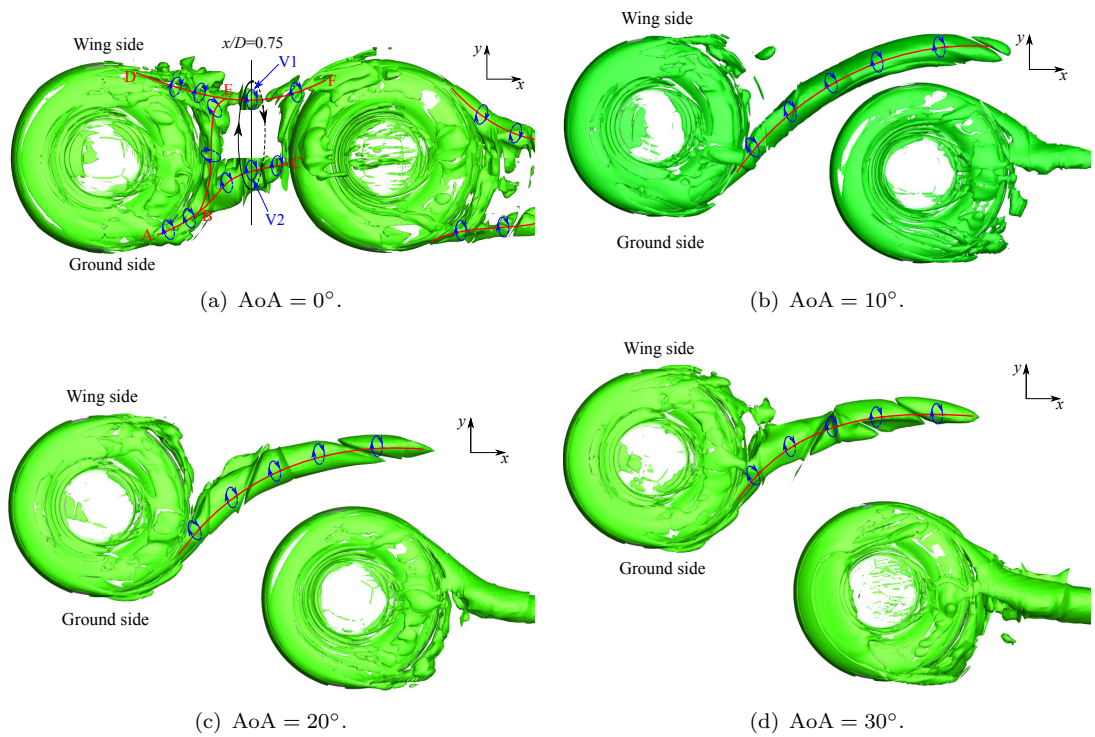 Wing side
x/D=0.75
V1
y
x
D
E
F
A
B
V2
Ground side
(a) AoA = 0°.
Wing side
y
x
Ground side
(b) AoA = 10°.
Wing side
y
x
Ground side
(c) AoA = 20°.
Wing side
y
x
Ground side
(d) AoA = 30°.